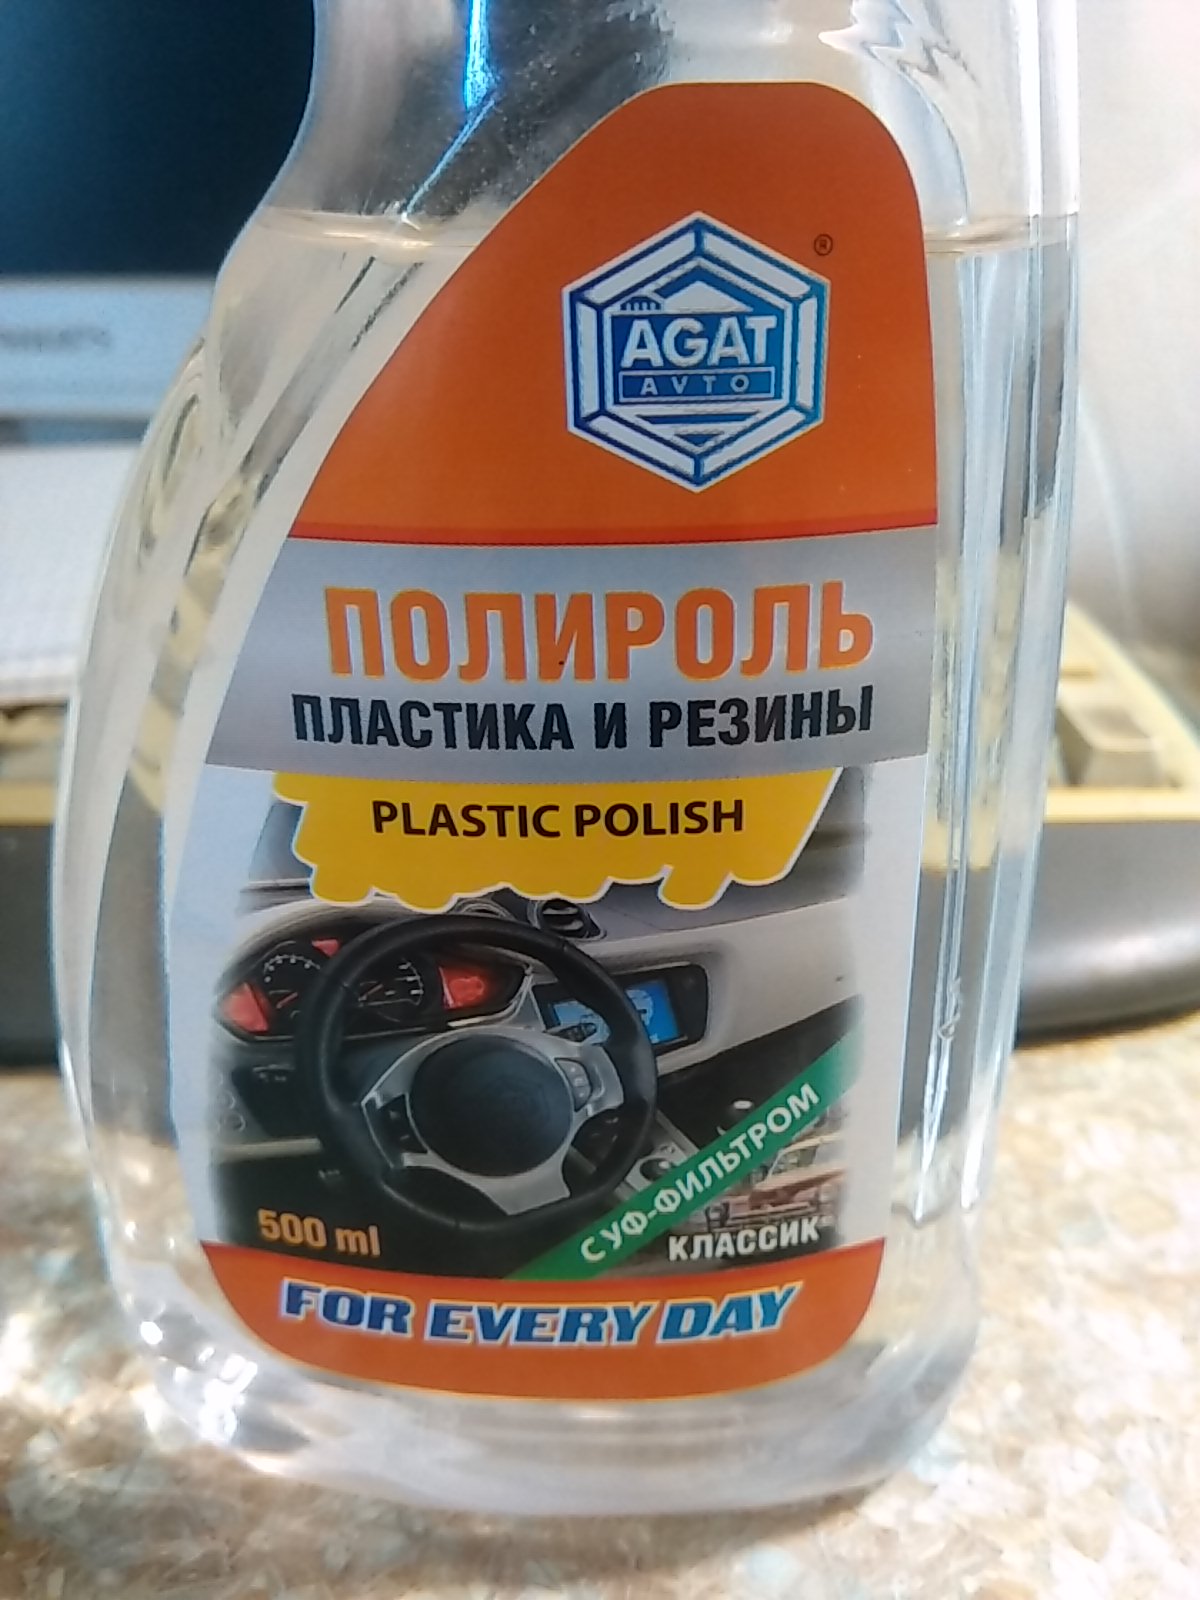 ®
AGAT
AVTO
ПОЛИРОЛЬ
ПЛАСТИКА И РЕЗИНЫ
PLASTIC POLISH
С УФ-ФИЛЬТРОМ
500 ml
КЛАССИК
FOR EVERY DAY